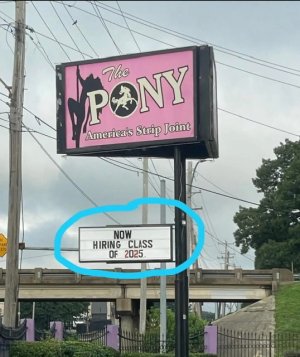 The
PONY
America's Strip Joint
NOW
HIRING CLASS
OF 2025